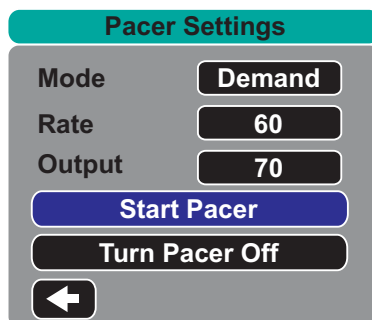 Pacer Settings
Mode Demand
Rate 60
Output 70
Start Pacer
Turn Pacer Off